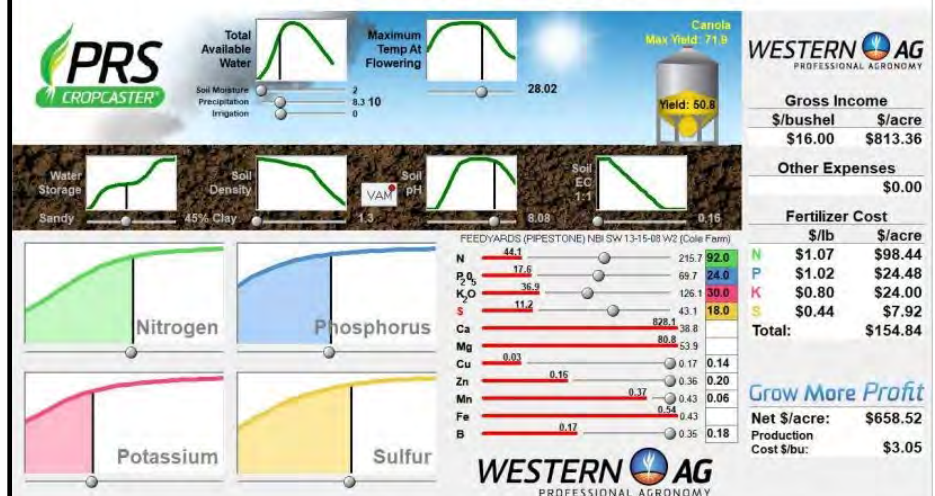 PRS
CROPCASTER®
Total
Available
Water
Maximum
Temp At
Flowering
Soil Moisture 2
Precipitation 8.3 10
Irrigation 0
28.02
Canola
Max Yield: 71.9
Yield: 50.8
WESTERN AG
PROFESSIONAL AGRONOMY
Gross Income
$/bushel $/acre
$16.00 $813.36
Other Expenses
$0.00
Fertilizer Cost
$/lb $/acre
N $1.07 $98.44
P $1.02 $24.48
K $0.80 $24.00
S $0.44 $7.92
Total: $154.84
Grow More Profit
Net $/acre: $658.52
Production
Cost $/bu: $3.05
Water
Storage
Sandy 45% Clay
Soil
Density
1.3
VAM
Soil
pH
8.08
Soil
EC
1:1
0.16
Nitrogen
Phosphorus
Potassium
Sulfur
FEEDYARDS (PIPESTONE) NBI SW 13-15-08 W2 (Cole Farm)
N 44.1 215.7 92.0
P2O5 17.6 69.7 24.0
K2O 36.9 126.1 30.0
S 11.2 43.1 18.0
Ca 828.1 38.8
Mg 80.8 53.9
Cu 0.03 0.17 0.14
Zn 0.16 0.36 0.20
Mn 0.37 0.43 0.06
Fe 0.54 0.43
B 0.17 0.35 0.18
WESTERN AG
PROFESSIONAL AGRONOMY